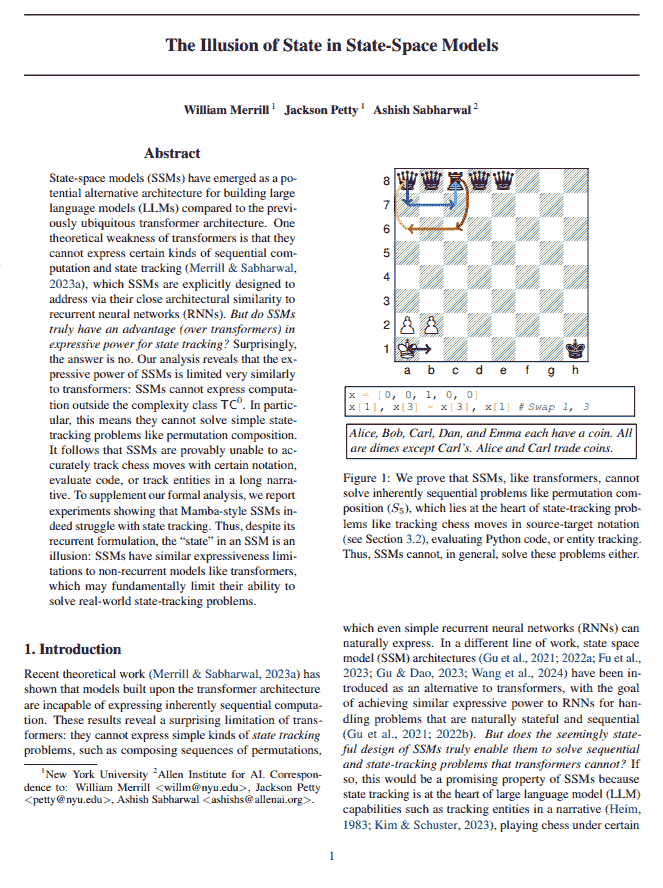 The Illusion of State in State-Space Models
William Merrill 1 Jackson Petty 1 Ashish Sabharwal 2
Abstract
State-space models (SSMs) have emerged as a po-
tential alternative architecture for building large
language models (LLMs) compared to the previ-
ously ubiquitous transformer architecture. One
theoretical weakness of transformers is that they
cannot express certain kinds of sequential com-
putation and state tracking (Merrill & Sabharwal,
2023a), which SSMs are explicitly designed to
address via their close architectural similarity to
recurrent neural networks (RNNs). But do SSMs
truly have an advantage (over transformers) in
expressive power for state tracking? Surprisingly,
the answer is no. Our analysis reveals that the ex-
pressive power of SSMs is limited very similarly
to transformers: SSMs cannot express computa-
tion outside the complexity class TC0. In partic-
ular, this means they cannot solve simple state-
tracking problems like permutation composition.
It follows that SSMs are provably unable to ac-
curately track chess moves with certain notation,
evaluate code, or track entities in a long narra-
tive. To supplement our formal analysis, we report
experiments showing that Mamba-style SSMs in-
deed struggle with state tracking. Thus, despite its
recurrent formulation, the “state” in an SSM is an
illusion: SSMs have similar expressiveness limi-
tations to non-recurrent models like transformers,
which may fundamentally limit their ability to
solve real-world state-tracking problems.
1. Introduction
Recent theoretical work (Merrill & Sabharwal, 2023a) has
shown that models built upon the transformer architecture
are incapable of expressing inherently sequential computa-
tion. These results reveal a surprising limitation of trans-
formers: they cannot express simple kinds of state tracking
problems, such as composing sequences of permutations,
1New York University 2Allen Institute for AI. Correspon-
dence to: William Merrill <willm@nyu.edu>, Jackson Petty
<petty@nyu.edu>, Ashish Sabharwal <ashishs@allenai.org>.
8
7
6
5
4
3
2
1
a b c d e f g h
x = [0, 0, 1, 0, 0]
x[1], x[3] = x[3], x[1] # Swap 1, 3
Alice, Bob, Carl, Dan, and Emma each have a coin. All
are dimes except Carl’s. Alice and Carl trade coins.
Figure 1: We prove that SSMs, like transformers, cannot
solve inherently sequential problems like permutation com-
position (S5), which lies at the heart of state-tracking prob-
lems like tracking chess moves in source-target notation
(see Section 3.2), evaluating Python code, or entity tracking.
Thus, SSMs cannot, in general, solve these problems either.
which even simple recurrent neural networks (RNNs) can
naturally express. In a different line of work, state space
model (SSM) architectures (Gu et al., 2021; 2022a; Fu et al.,
2023; Gu & Dao, 2023; Wang et al., 2024) have been in-
troduced as an alternative to transformers, with the goal
of achieving similar expressive power to RNNs for han-
dling problems that are naturally stateful and sequential
(Gu et al., 2021; 2022b). But does the seemingly state-
ful design of SSMs truly enable them to solve sequential
and state-tracking problems that transformers cannot? If
so, this would be a promising property of SSMs because
state tracking is at the heart of large language model (LLM)
capabilities such as tracking entities in a narrative (Heim,
1983; Kim & Schuster, 2023), playing chess under certain
1